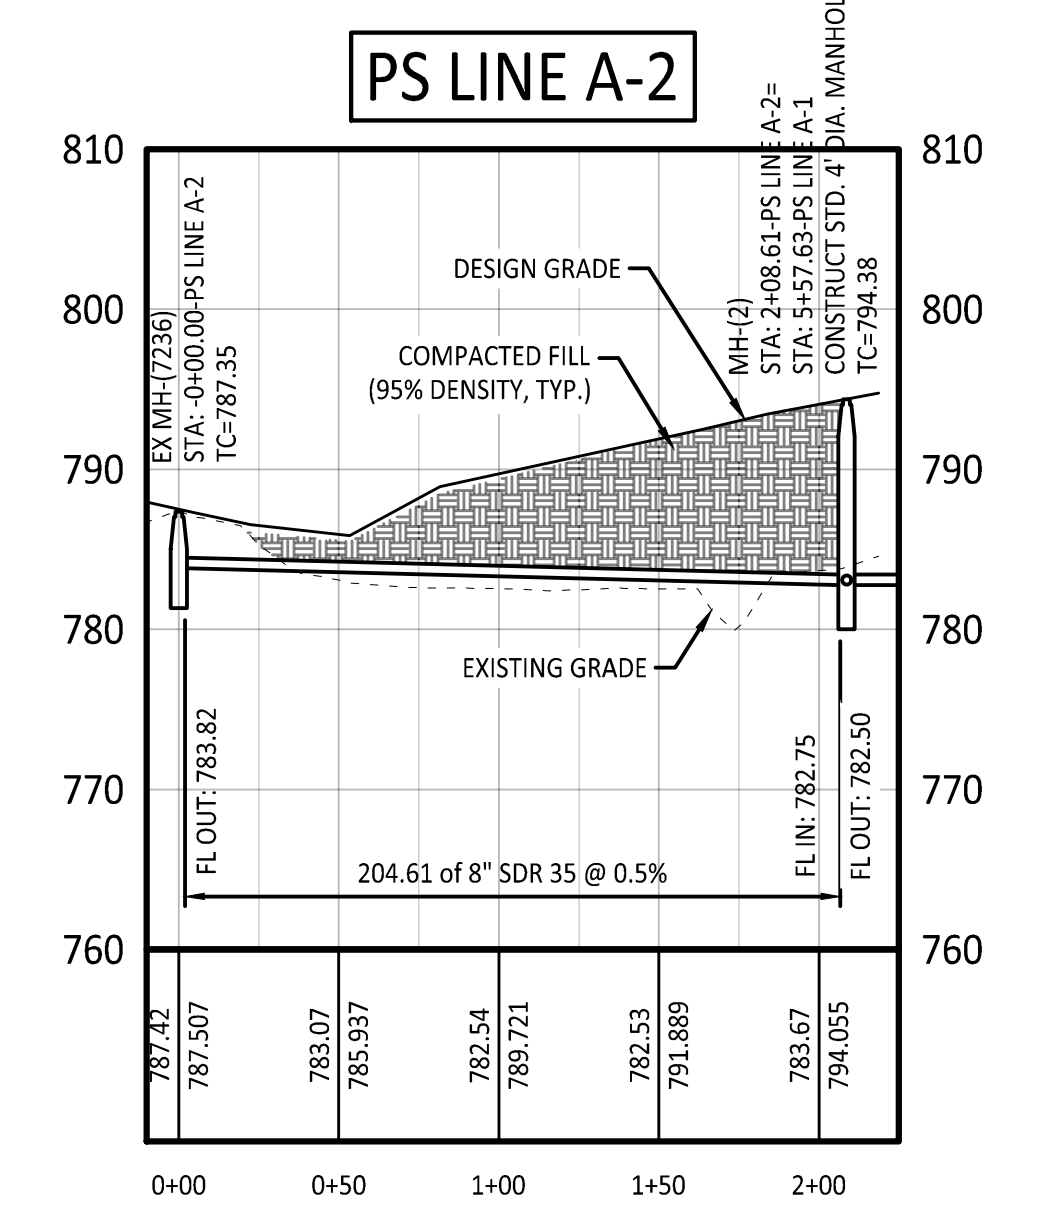 PS LINE A-2
810
800
790
780
770
760
810
800
790
780
770
760
EX MH-(7236)
STA: -0+00.00-PS LINE A-2
TC=787.35
DESIGN GRADE
COMPACTED FILL
(95% DENSITY, TYP.)
MH-(2)
STA: 2+08.61-PS LINE A-2=
STA: 5+57.63-PS LINE A-1
CONSTRUCT STD. 4' DIA. MANHOL
TC=794.38
EXISTING GRADE
FL OUT: 783.82
FL IN: 782.75
FL OUT: 782.50
204.61 of 8" SDR 35 @ 0.5%
787.42
787.507
783.07
785.937
782.54
789.721
782.53
791.889
783.67
794.055
0+00
0+50
1+00
1+50
2+00